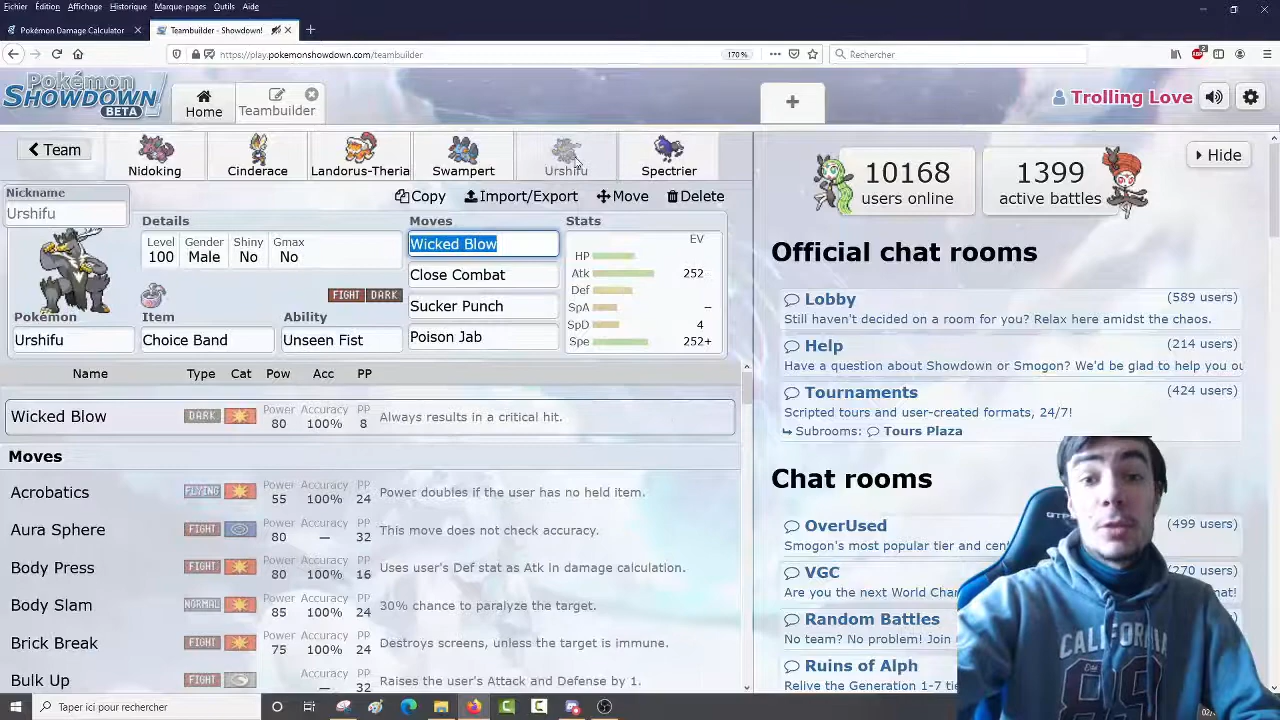 Fichier Édition Affichage Historique Marque-pages Outils Aide
Pokémon Damage Calculator
Teambuilder - Showdown!
https://play.pokemonshowdown.com/teambuilder
170%
Rechercher
Pokémon
SHOWDOWN
BETA
Home
Teambuilder
Trolling Love
Team
Nidoking
Cinderace
Landorus-Theria
Swampert
Urshifu
Spectrier
Hide
10168
users online
1399
active battles
Nickname
Urshifu
Copy
Import/Export
Move
Delete
Details
Level
100
Gender
Male
Shiny
No
Gmax
No
FIGHT DARK
Pokémon
Urshifu
Item
Choice Band
Ability
Unseen Fist
Moves
Wicked Blow
Close Combat
Sucker Punch
Poison Jab
Stats
EV
HP
Atk 252
Def
SpA –
SpD 4
Spe 252+
Name Type Cat Pow Acc PP
Wicked Blow DARK Power 80 Accuracy 100% PP 8 Always results in a critical hit.
Moves
Acrobatics FLYING Power 55 Accuracy 100% PP 24 Power doubles if the user has no held item.
Aura Sphere FIGHT Power 80 Accuracy — PP 32 This move does not check accuracy.
Body Press FIGHT Power 80 Accuracy 100% PP 16 Uses user's Def stat as Atk in damage calculation.
Body Slam NORMAL Power 85 Accuracy 100% PP 24 30% chance to paralyze the target.
Brick Break FIGHT Power 75 Accuracy 100% PP 24 Destroys screens, unless the target is immune.
Bulk Up FIGHT Accuracy — PP 32 Raises the user's Attack and Defense by 1.
Official chat rooms
Lobby (589 users)
Still haven't decided on a room for you? Relax here amidst the chaos.
Help (214 users)
Have a question about Showdown or Smogon? We'd be glad to help you ou
Tournaments (424 users)
Scripted tours and user-created formats, 24/7!
Subrooms: Tours Plaza
Chat rooms
OverUsed (499 users)
Smogon's most popular tier and cen
VGC (270 users)
Are you the next World Char
Random Battles
No team? No problem! Join
Ruins of Alph
Relive the Generation 1-7 tie
CALIFORNIA
89
Taper ici pour rechercher